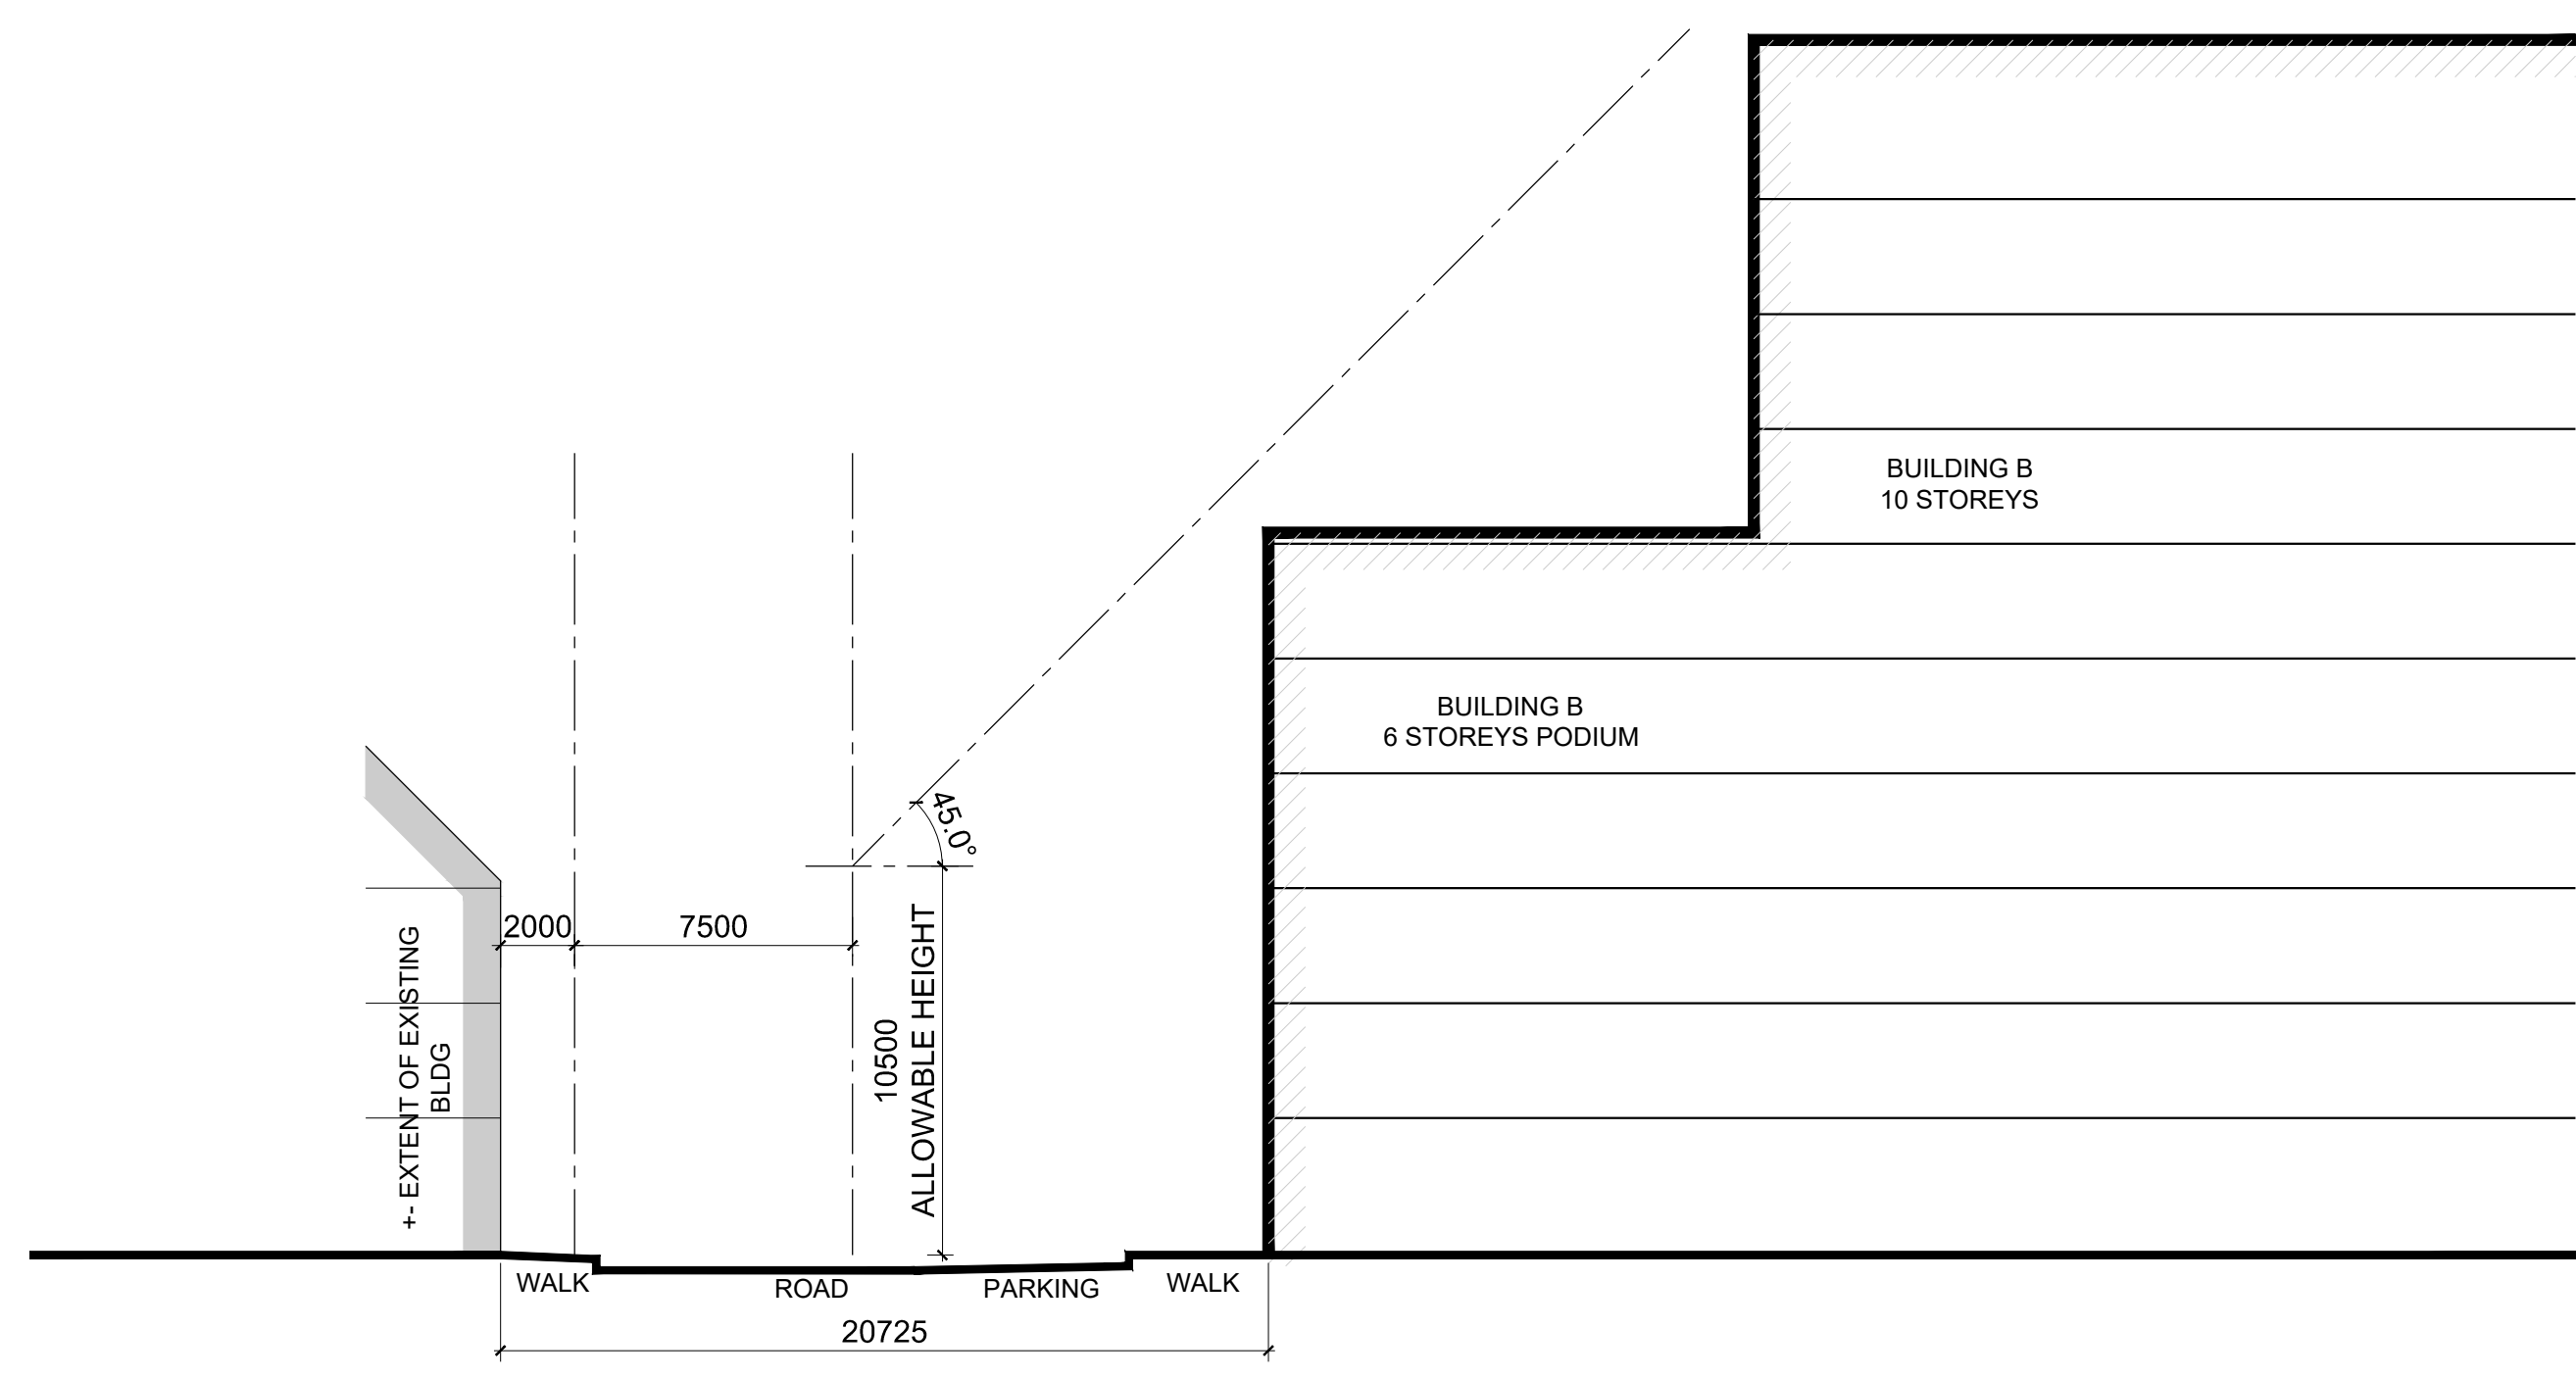 BUILDING B
10 STOREYS
BUILDING B
6 STOREYS PODIUM
45.0°
2000
7500
10500
ALLOWABLE HEIGHT
+- EXTENT OF EXISTING
BLDG
WALK
ROAD
PARKING
WALK
20725